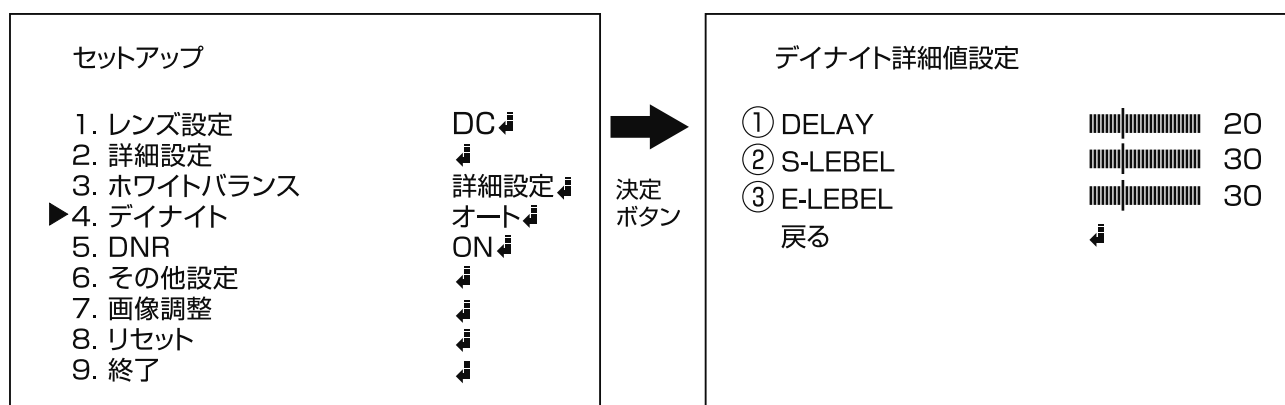 セットアップ
1. レンズ設定 DC
2. 詳細設定
3. ホワイトバランス 詳細設定
4. デイナイト オート
5. DNR ON
6. その他設定
7. 画像調整
8. リセット
9. 終了
決定
ボタン
デイナイト詳細値設定
① DELAY 20
② S-LEBEL 30
③ E-LEBEL 30
戻る